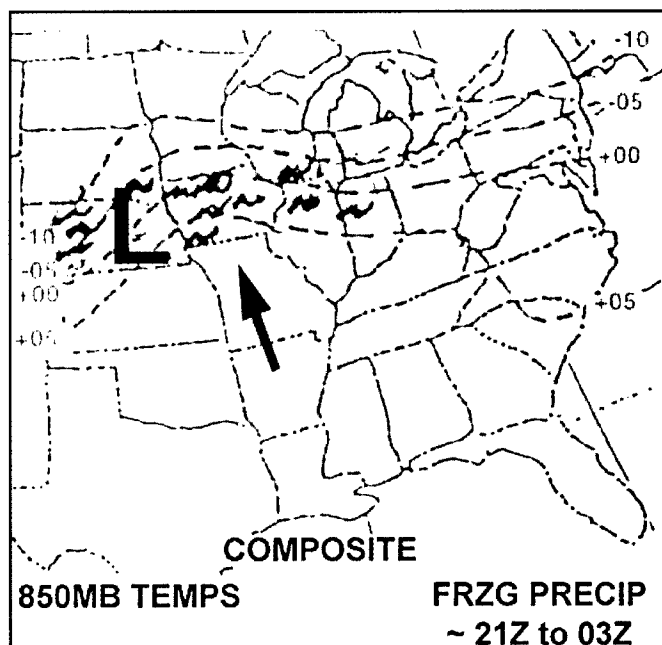 -10
-05
+00
L
-10
-05
+00
+05
+05
COMPOSITE
850MB TEMPS
FRZG PRECIP
~ 21Z to 03Z